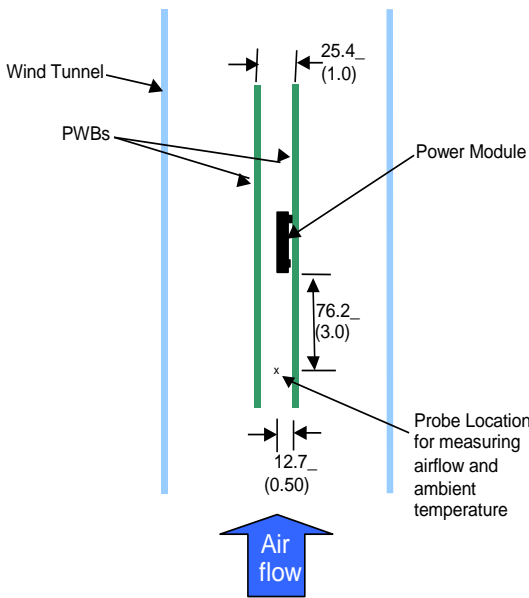 25.4_
(1.0)
Wind Tunnel
PWBs
Power Module
76.2_
(3.0)
x
Probe Location
for measuring
airflow and
ambient
temperature
12.7_
(0.50)
Air
flow